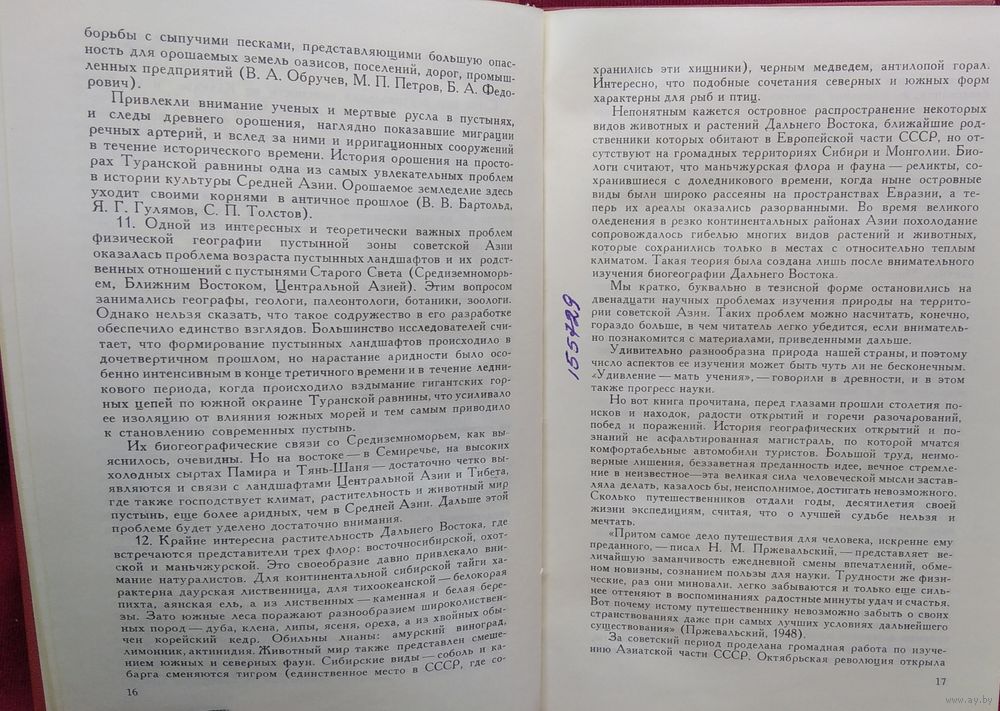 борьбы с сыпучими песками, представляющими большую опас-
ность для орошаемых земель оазисов, поселений, дорог, промыш-
ленных предприятий (В. А. Обручев, М. П. Петров, Б. А. Федо-
рович).
Привлекли внимание ученых и мертвые русла в пустынях,
и следы древнего орошения, наглядно показавшие миграции
речных артерий, и вслед за ними и ирригационных сооружений
в течение исторического времени. История орошения на просто-
рах Туранской равнины одна из самых увлекательных проблем
в истории культуры Средней Азии. Орошаемое земледелие здесь
уходит своими корнями в античное прошлое (В. В. Бартольд,
Я. Г. Гулямов, С. П. Толстов).
11. Одной из интересных и теоретически важных проблем
физической географии пустынной зоны советской Азии
оказалась проблема возраста пустынных ландшафтов и их родст-
венных отношений с пустынями Старого Света (Средиземноморь-
ем, Ближним Востоком, Центральной Азией). Этим вопросом
занимались географы, геологи, палеонтологи, ботаники, зоологи.
Однако нельзя сказать, что такое содружество в его разработке
обеспечило единство взглядов. Большинство исследователей счи-
тает, что формирование пустынных ландшафтов происходило в
дочетвертичном прошлом, но нарастание аридности было осо-
бенно интенсивным в конце третичного времени и в течение ледни-
кового периода, когда происходило вздымание гигантских гор-
ных цепей по южной окраине Туранской равнины, что усиливало
ее изоляцию от влияния южных морей и тем самым приводило
к становлению современных пустынь.
Их биогеографические связи со Средиземноморьем, как вы-
яснилось, очевидны. Но на востоке — в Семиречье, на высоких
холодных сыртах Памира и Тянь-Шаня — достаточно четко вы-
являются и связи с ландшафтами Центральной Азии и Тибета,
где также господствует климат, растительность и животный мир
пустынь, еще более аридных, чем в Средней Азии. Дальше этой
проблеме будет уделено достаточно внимания.
12. Крайне интересна растительность Дальнего Востока, где
встречаются представители трех флор: восточносибирской, охот-
ской и маньчжурской. Это своеобразие давно привлекало вни-
мание натуралистов. Для континентальной сибирской тайги ха-
рактерна даурская лиственница, для тихоокеанской — белокорая
пихта, аянская ель, а из лиственных — каменная и белая бере-
зы. Зато южные леса поражают разнообразием широколиствен-
ных пород — дуба, клена, липы, ясеня, ореха, а из хвойных обы-
чен корейский кедр. Обильны лианы: амурский виноград,
лимонник, актинидия. Животный мир также представлен смеше-
нием южных и северных фаун. Сибирские виды — соболь и ка-
барга сменяются тигром (единственное место в СССР, где со-
16
хранились эти хищники), черным медведем, антилопой горал.
Интересно, что подобные сочетания северных и южных форм
характерны для рыб и птиц.
Непонятным кажется островное распространение некоторых
видов животных и растений Дальнего Востока, ближайшие род-
ственники которых обитают в Европейской части СССР, но от-
сутствуют на громадных территориях Сибири и Монголии. Био-
логи считают, что маньчжурская флора и фауна — реликты, со-
хранившиеся с доледникового времени, когда ныне островные
виды были широко рассеяны на пространствах Евразии, а те-
перь их ареалы оказались разорванными. Во время великого
оледенения в резко континентальных районах Азии похолодание
сопровождалось гибелью многих видов растений и животных,
которые сохранились только в местах с относительно теплым
климатом. Такая теория была создана лишь после внимательного
изучения биогеографии Дальнего Востока.
Мы кратко, буквально в тезисной форме остановились на
двенадцати научных проблемах изучения природы на террито-
рии советской Азии. Таких проблем можно насчитать, конечно,
гораздо больше, в чем читатель легко убедится, если вниматель-
но познакомится с материалами, приведенными дальше.
Удивительно разнообразна природа нашей страны, и поэтому
число аспектов ее изучения может быть чуть ли не бесконечным.
«Удивление — мать учения», — говорили в древности, и в этом
также прогресс науки.
Но вот книга прочитана, перед глазами прошли столетия по-
исков и находок, радости открытий и горечи разочарований,
побед и поражений. История географических открытий и по-
знаний не асфальтированная магистраль, по которой мчатся
комфортабельные автомобили туристов. Большой труд, неимо-
верные лишения, беззаветная преданность идее, вечное стремле-
ние в неизвестное — эта великая сила человеческой мысли застав-
ляла делать, казалось бы, неисполнимое, достигать невозможного.
Сколько путешественников отдали годы, десятилетия своей
жизни экспедициям, считая, что о лучшей судьбе нельзя и
мечтать.
«Притом самое дело путешествия для человека, искренне ему
преданного, — писал Н. М. Пржевальский, — представляет ве-
личайшую заманчивость ежедневной смены впечатлений, обме-
ном новизны, сознанием пользы для науки. Трудности же физи-
ческие, раз они миновали, легко забываются и только еще силь-
нее оттеняют в воспоминаниях радостные минуты удач и счастья.
Вот почему истому путешественнику невозможно забыть о своих
странствованиях даже при самых лучших условиях дальнейшего
существования» (Пржевальский, 1948).
За советский период проделана громадная работа по изуче-
нию Азиатской части СССР. Октябрьская революция открыла
17
155729
www.ay.by